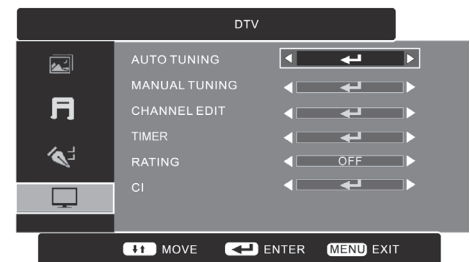 DTV
AUTO TUNING
MANUAL TUNING
CHANNEL EDIT
TIMER
RATING OFF
CI
MOVE ENTER MENU EXIT